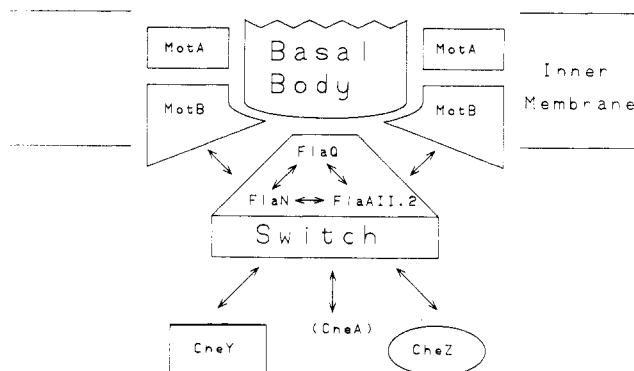 MotA
Basal
Body
MotA
Inner
Membrane
MotB
MotB
FlaQ
FlaN
FlaAII.2
Switch
(CheA)
CheY
CheZ